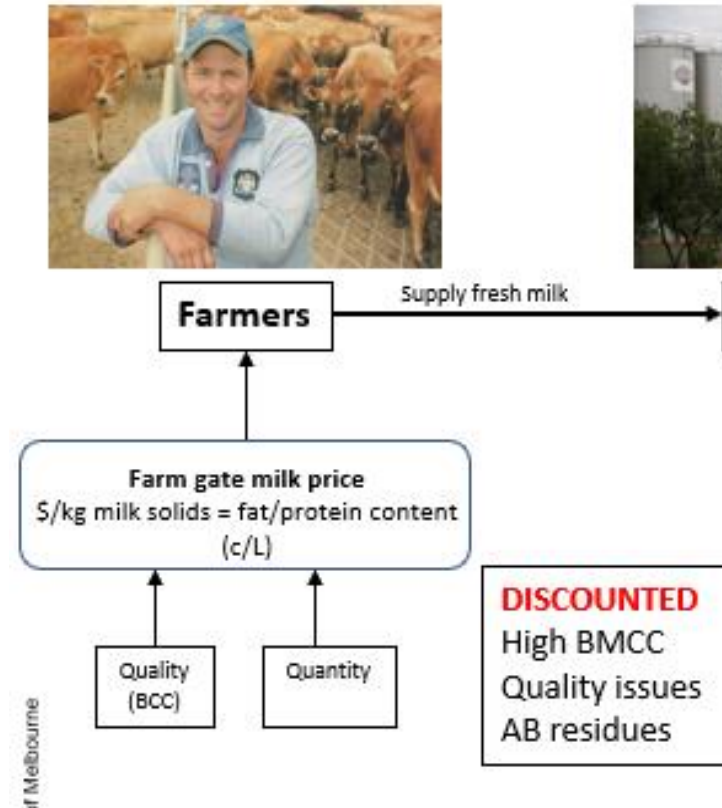 Farmers
Supply fresh milk
Farm gate milk price
$/kg milk solids = fat/protein content
(c/L)
Quality
(BCC)
Quantity
DISCOUNTED
High BMCC
Quality issues
AB residues
of Melbourne